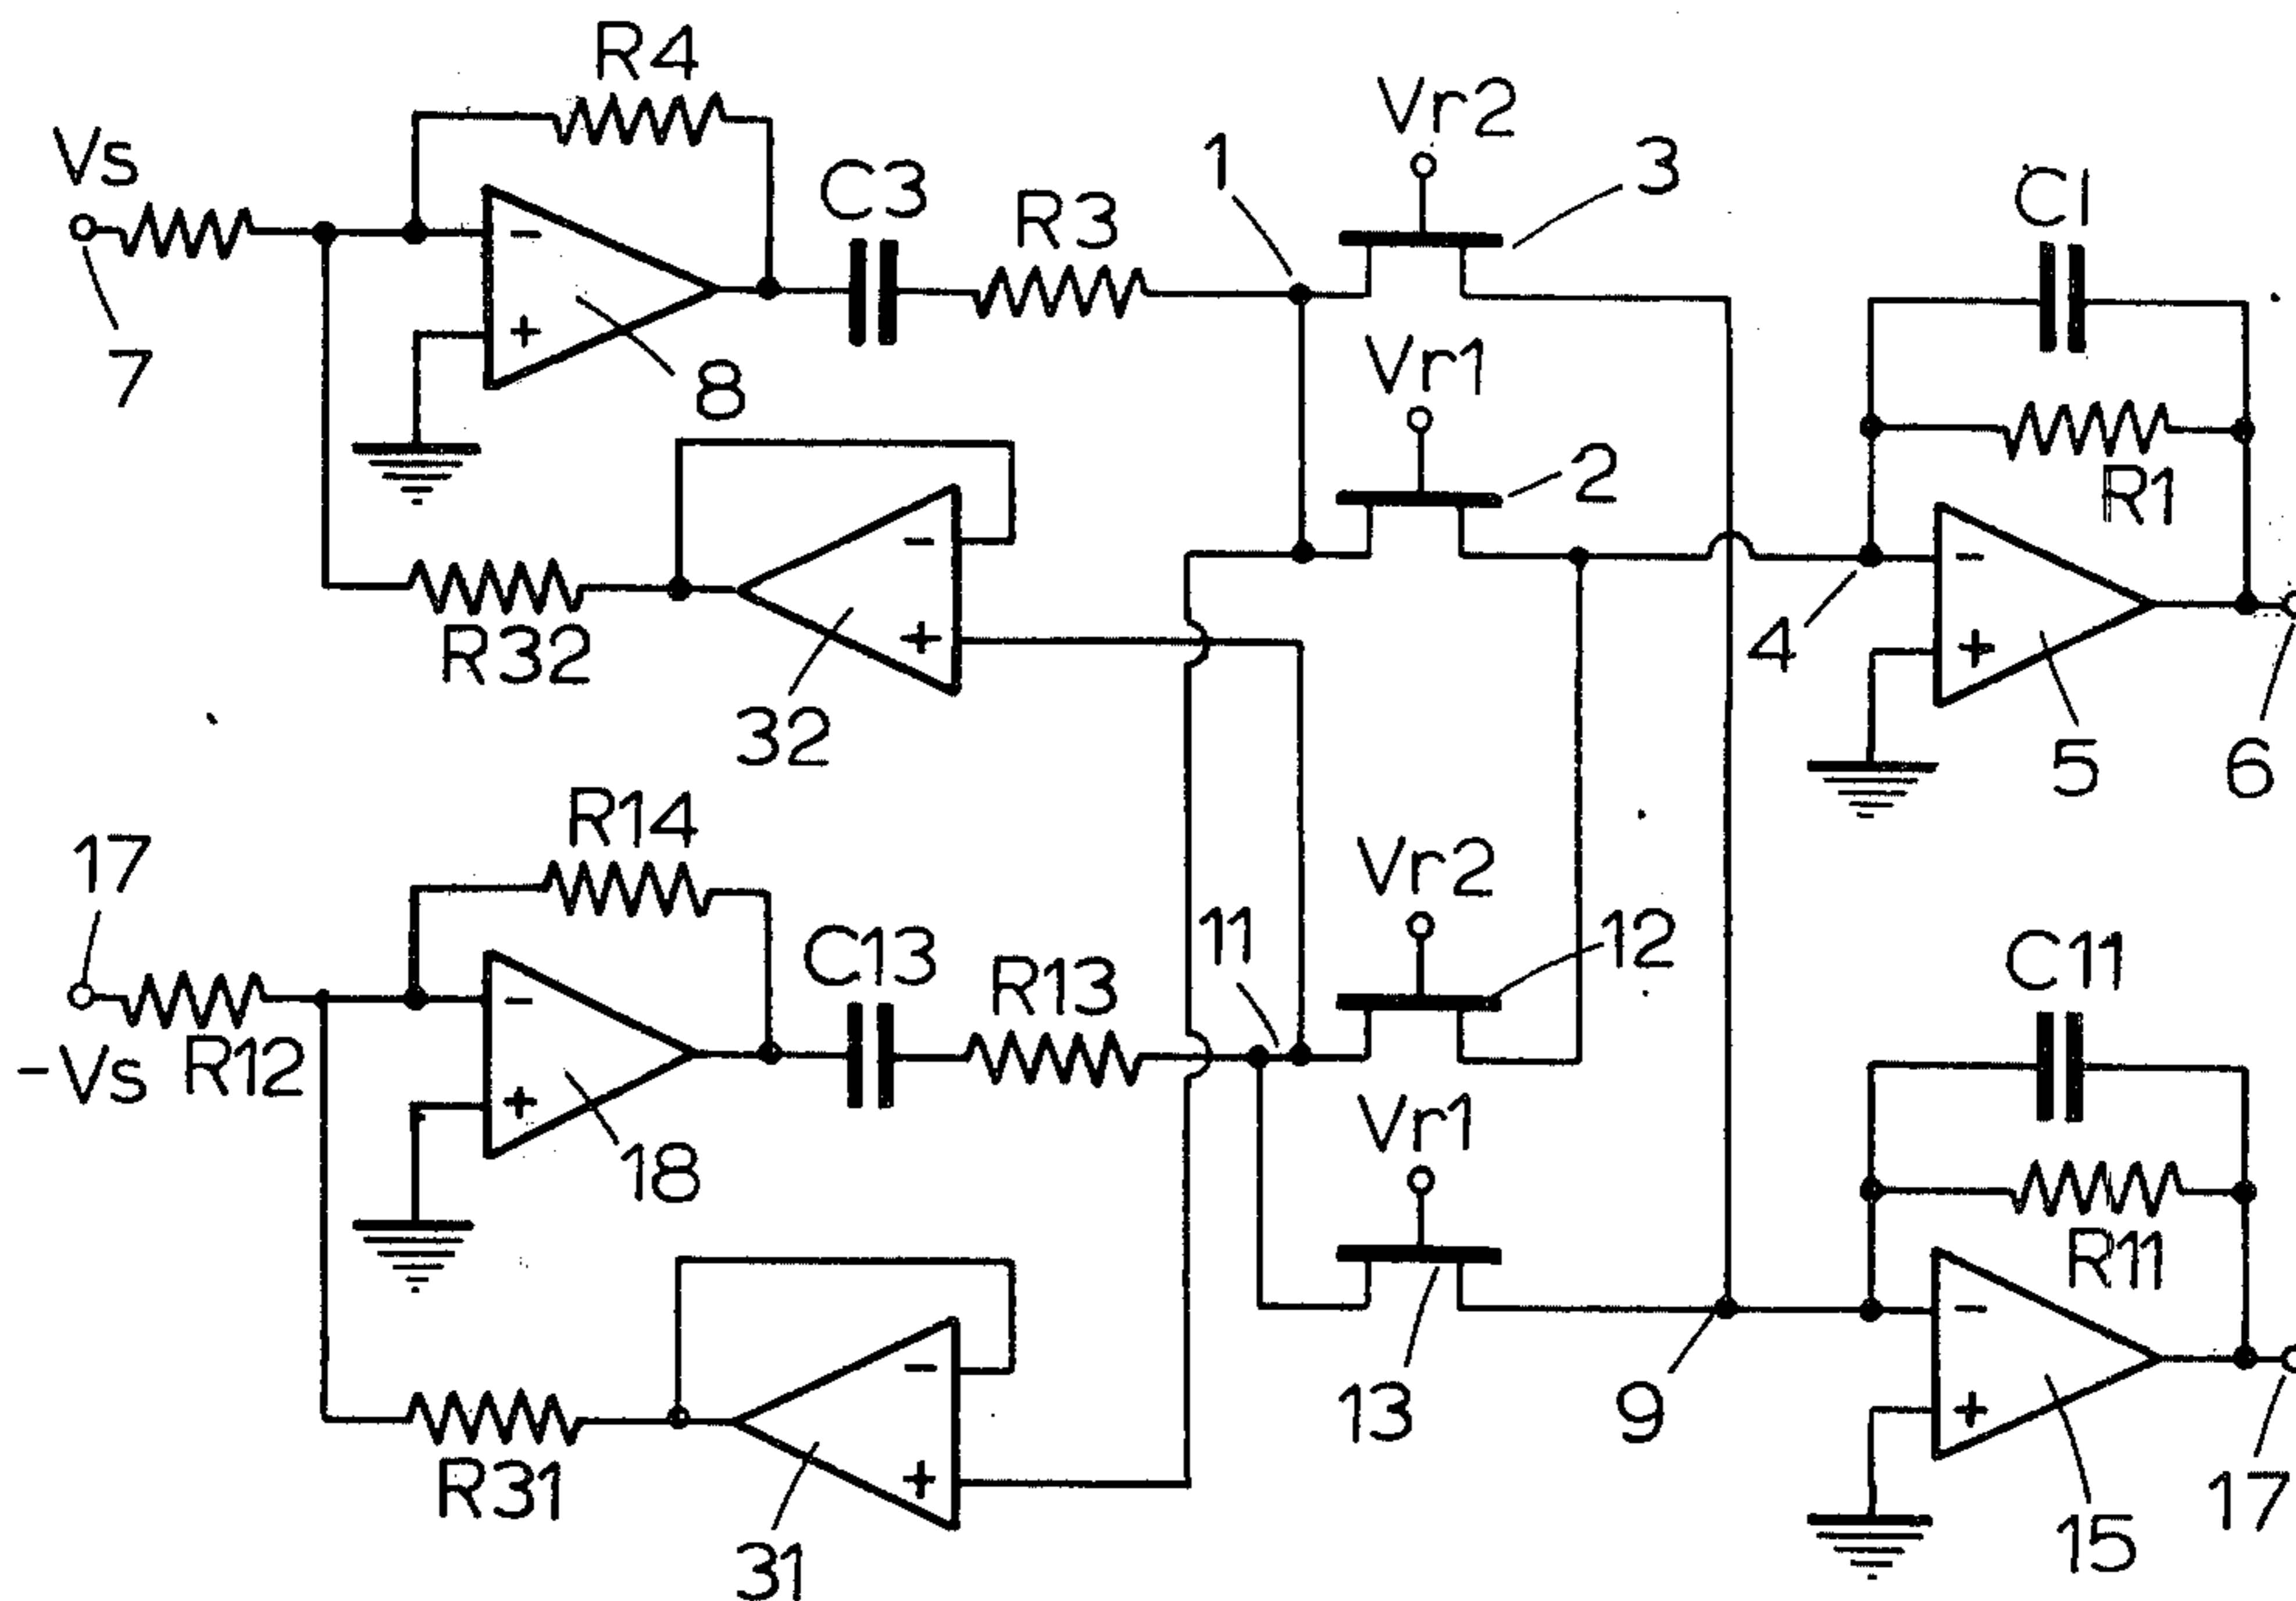 R4
Vs
Vr2
C3
R3
1
3
C1
7
8
Vr1
2
R1
-
+
-
+
-
+
R32
32
4
5
6
R14
17
Vr2
C13
R13
11
12
C11
-Vs
R12
-
+
18
Vr1
R11
-
+
-
+
13
9
R31
31
15
17